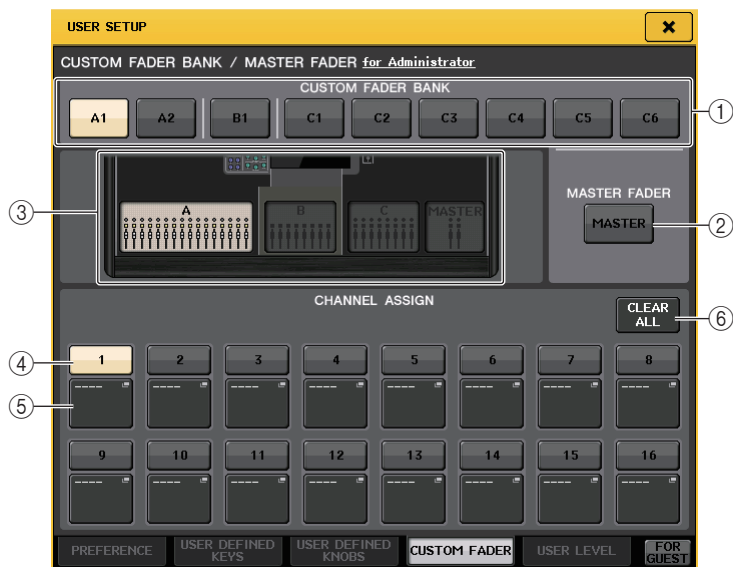 USER SETUP
CUSTOM FADER BANK / MASTER FADER for Administrator
CUSTOM FADER BANK
A1 A2 B1 C1 C2 C3 C4 C5 C6
①
A B C MASTER
③
MASTER FADER
MASTER
②
CHANNEL ASSIGN
CLEAR
ALL
⑥
④
1 2 3 4 5 6 7 8
⑤
---- ---- ---- ---- ---- ---- ---- ----
9 10 11 12 13 14 15 16
---- ---- ---- ---- ---- ---- ---- ----
PREFERENCE
USER DEFINED
KEYS
USER DEFINED
KNOBS
CUSTOM FADER
USER LEVEL
FOR
GUEST